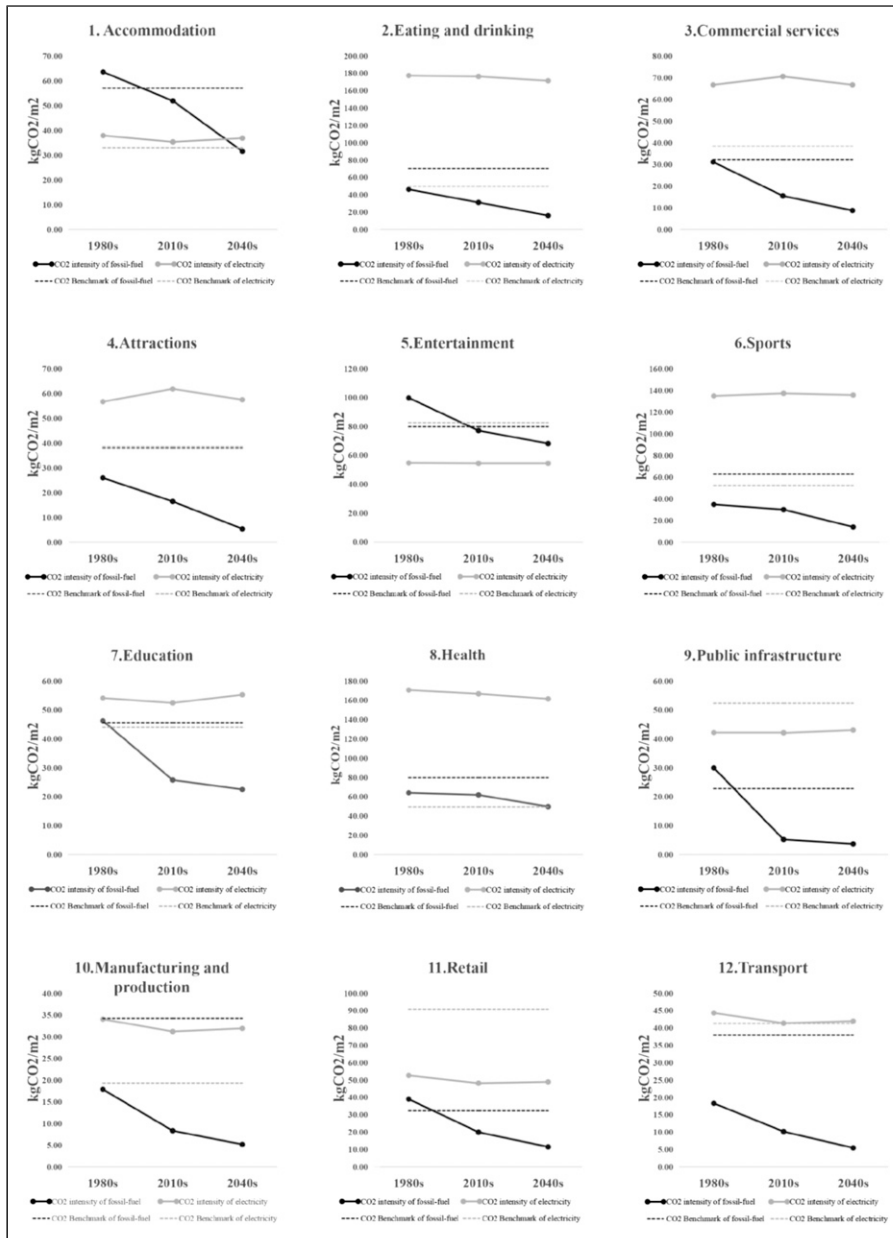 1. Accommodation
kgCO2/m2
70.00
60.00
50.00
40.00
30.00
20.00
10.00
0.00
1980s 2010s 2040s
CO2 intensity of fossil-fuel CO2 intensity of electricity
CO2 Benchmark of fossil-fuel CO2 Benchmark of electricity
2.Eating and drinking
kgCO2/m2
200.00
180.00
160.00
140.00
120.00
100.00
80.00
60.00
40.00
20.00
0.00
1980s 2010s 2040s
CO2 intensity of fossil-fuel CO2 intensity of electricity
CO2 Benchmark of fossil-fuel CO2 Benchmark of electricity
3.Commercial services
kgCO2/m2
80.00
70.00
60.00
50.00
40.00
30.00
20.00
10.00
0.00
1980s 2010s 2040s
CO2 intensity of fossil-fuel CO2 intensity of electricity
CO2 Benchmark of fossil-fuel CO2 Benchmark of electricity
4.Attractions
kgCO2/m2
70.00
60.00
50.00
40.00
30.00
20.00
10.00
0.00
1980s 2010s 2040s
CO2 intensity of fossil-fuel CO2 intensity of electricity
CO2 Benchmark of fossil-fuel CO2 Benchmark of electricity
5.Entertainment
kgCO2/m2
120.00
100.00
80.00
60.00
40.00
20.00
0.00
1980s 2010s 2040s
CO2 intensity of fossil-fuel CO2 intensity of electricity
CO2 Benchmark of fossil-fuel CO2 Benchmark of electricity
6.Sports
kgCO2/m2
160.00
140.00
120.00
100.00
80.00
60.00
40.00
20.00
0.00
1980s 2010s 2040s
CO2 intensity of fossil-fuel CO2 intensity of electricity
CO2 Benchmark of fossil-fuel CO2 Benchmark of electricity
7.Education
kgCO2/m2
60.00
50.00
40.00
30.00
20.00
10.00
0.00
1980s 2010s 2040s
CO2 intensity of fossil-fuel CO2 intensity of electricity
CO2 Benchmark of fossil-fuel CO2 Benchmark of electricity
8.Health
kgCO2/m2
180.00
160.00
140.00
120.00
100.00
80.00
60.00
40.00
20.00
0.00
1980s 2010s 2040s
CO2 intensity of fossil-fuel CO2 intensity of electricity
CO2 Benchmark of fossil-fuel CO2 Benchmark of electricity
9.Public infrastructure
kgCO2/m2
60.00
50.00
40.00
30.00
20.00
10.00
0.00
1980s 2010s 2040s
CO2 intensity of fossil-fuel CO2 intensity of electricity
CO2 Benchmark of fossil-fuel CO2 Benchmark of electricity
10.Manufacturing and
production
kgCO2/m2
40.00
35.00
30.00
25.00
20.00
15.00
10.00
5.00
0.00
1980s 2010s 2040s
CO2 intensity of fossil-fuel CO2 intensity of electricity
CO2 Benchmark of fossil-fuel CO2 Benchmark of electricity
11.Retail
kgCO2/m2
100.00
90.00
80.00
70.00
60.00
50.00
40.00
30.00
20.00
10.00
0.00
1980s 2010s 2040s
CO2 intensity of fossil-fuel CO2 intensity of electricity
CO2 Benchmark of fossil-fuel CO2 Benchmark of electricity
12.Transport
kgCO2/m2
50.00
45.00
40.00
35.00
30.00
25.00
20.00
15.00
10.00
5.00
0.00
1980s 2010s 2040s
CO2 intensity of fossil-fuel CO2 intensity of electricity
CO2 Benchmark of fossil-fuel CO2 Benchmark of electricity